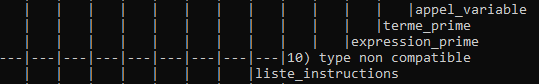 |   |   |   |   |   |   |   |   |   |   |   |   |appel_variable
|   |   |   |   |   |   |   |   |   |   |   |terme_prime
|   |   |   |   |   |   |   |   |   |   |expression_prime
---|---|---|---|---|---|---|---|10) type non compatible
|   |   |   |   |   |   |   |liste_instructions